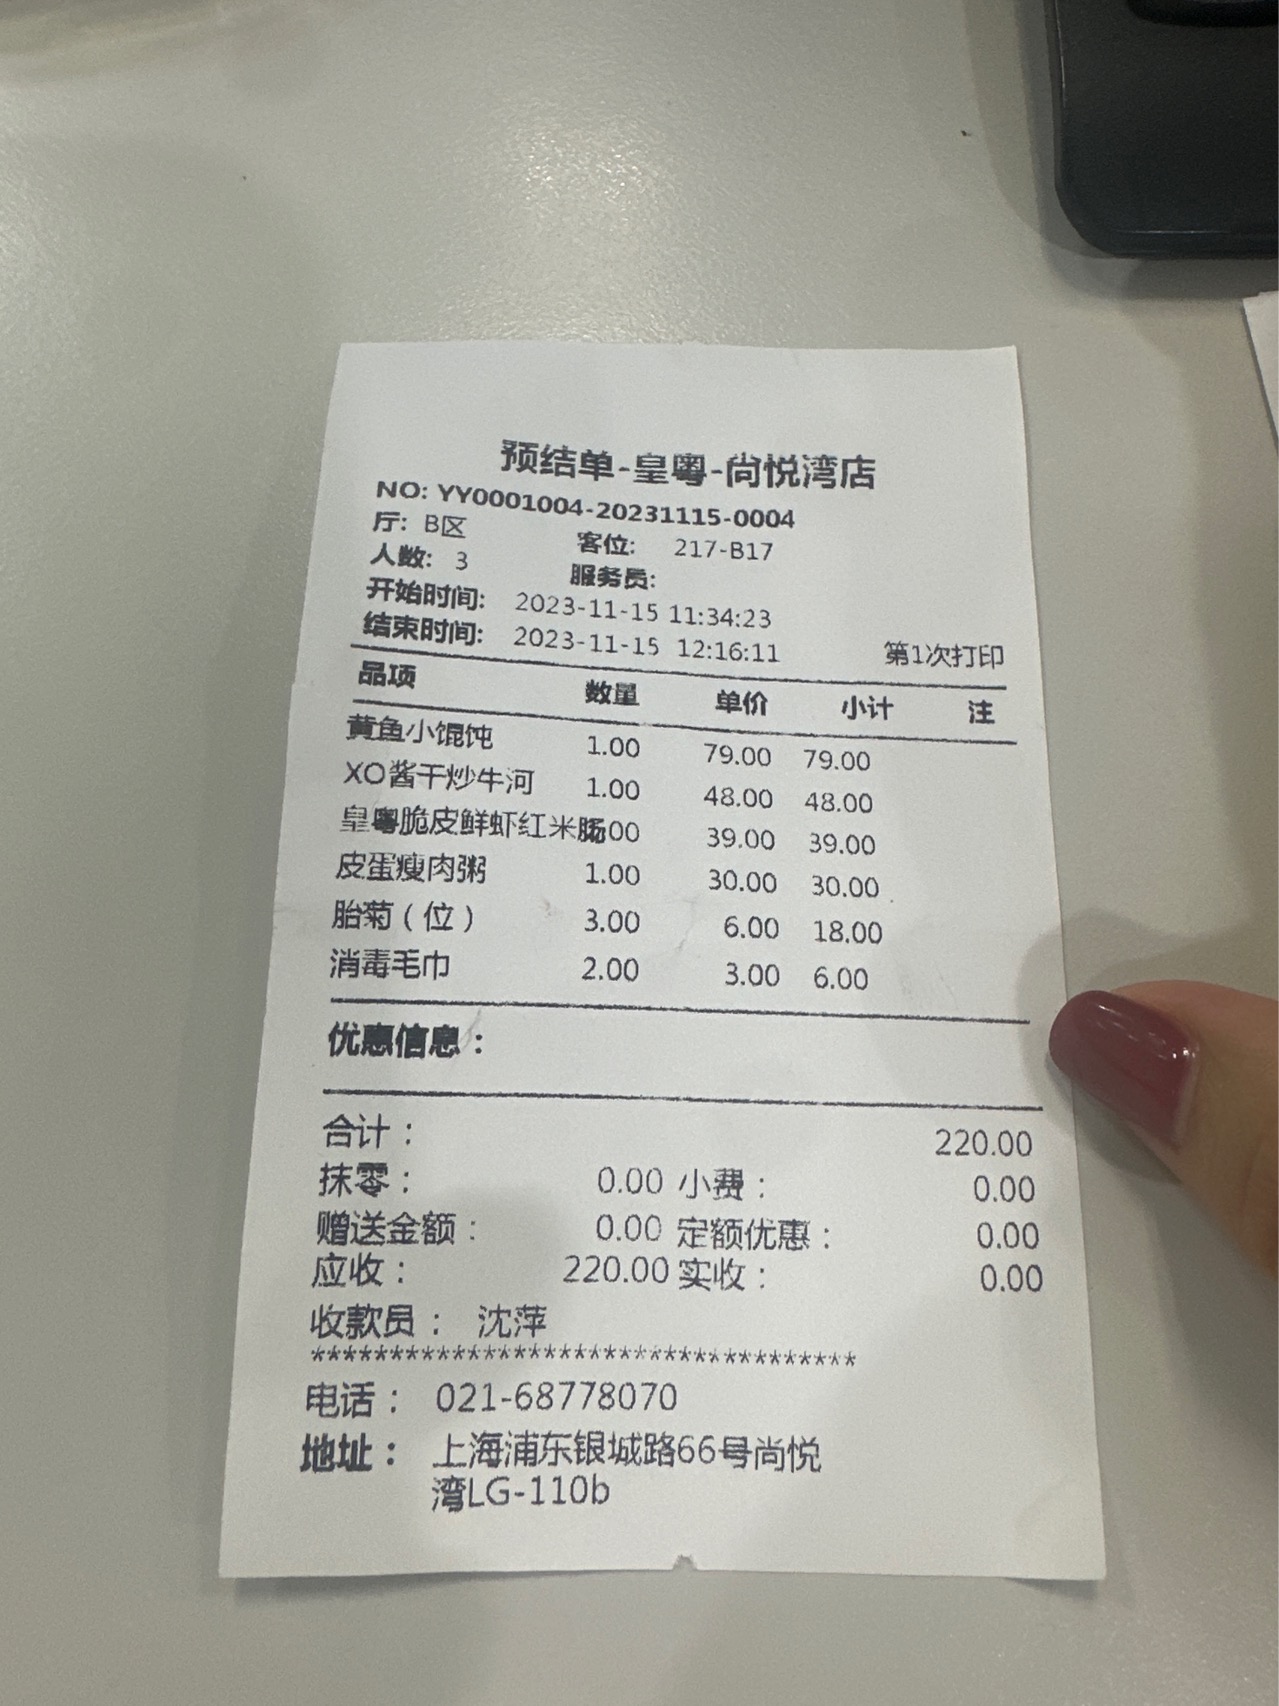 预结单-皇粤-尚悦湾店
NO: YY0001004-20231115-0004
厅: B区 客位: 217-B17
人数: 3 服务员:
开始时间: 2023-11-15 11:34:23
结束时间: 2023-11-15 12:16:11 第1次打印
品项 数量 单价 小计 注
黄鱼小馄饨 1.00 79.00 79.00
XO酱干炒牛河 1.00 48.00 48.00
皇粤脆皮鲜虾红米肠00 39.00 39.00
皮蛋瘦肉粥 1.00 30.00 30.00
胎菊(位) 3.00 6.00 18.00
消毒毛巾 2.00 3.00 6.00
优惠信息:
合计: 220.00
抹零: 0.00 小费: 0.00
赠送金额: 0.00 定额优惠: 0.00
应收: 220.00 实收: 0.00
收款员: 沈萍
***********************************
电话: 021-68778070
地址: 上海浦东银城路66号尚悦
湾LG-110b